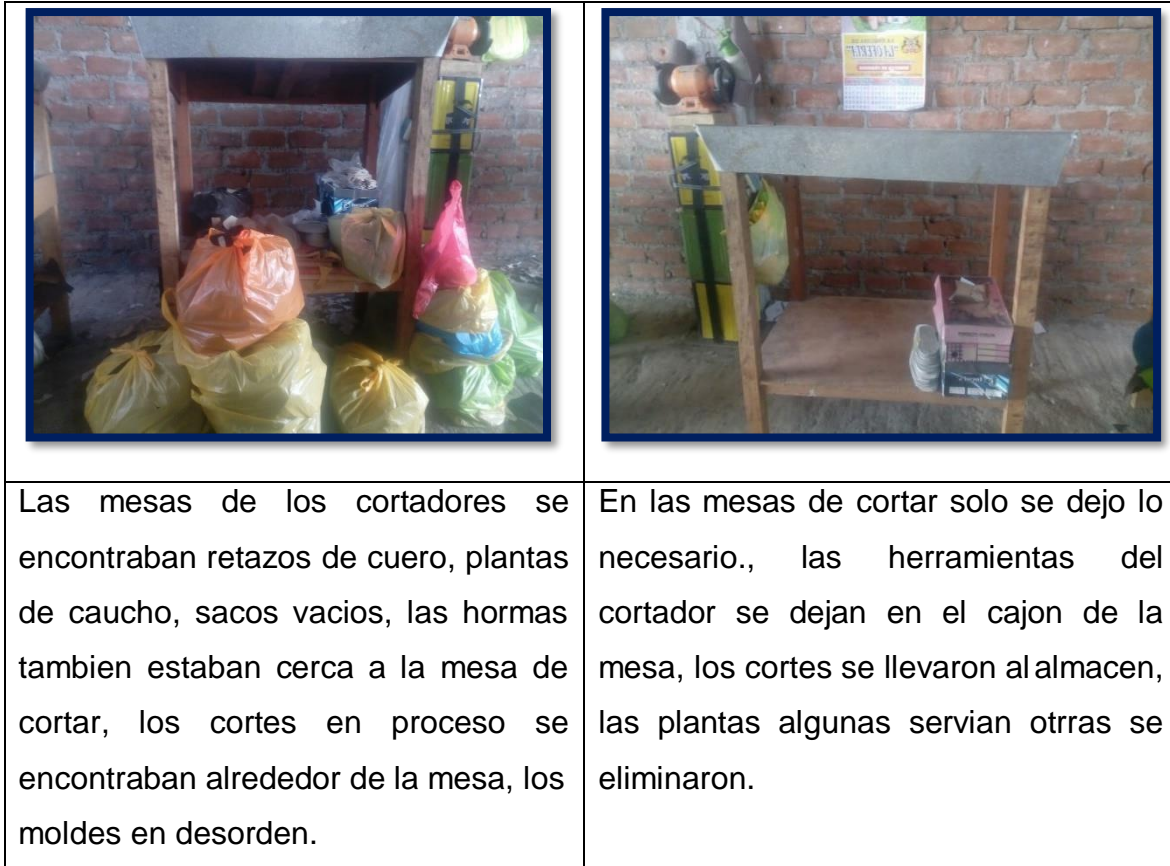 Las mesas de los cortadores se
encontraban retazos de cuero, plantas
de caucho, sacos vacios, las hormas
tambien estaban cerca a la mesa de
cortar, los cortes en proceso se
encontraban alrededor de la mesa, los
moldes en desorden.
En las mesas de cortar solo se dejo lo
necesario., las herramientas del
cortador se dejan en el cajon de la
mesa, los cortes se llevaron al almacen,
las plantas algunas servian otrras se
eliminaron.